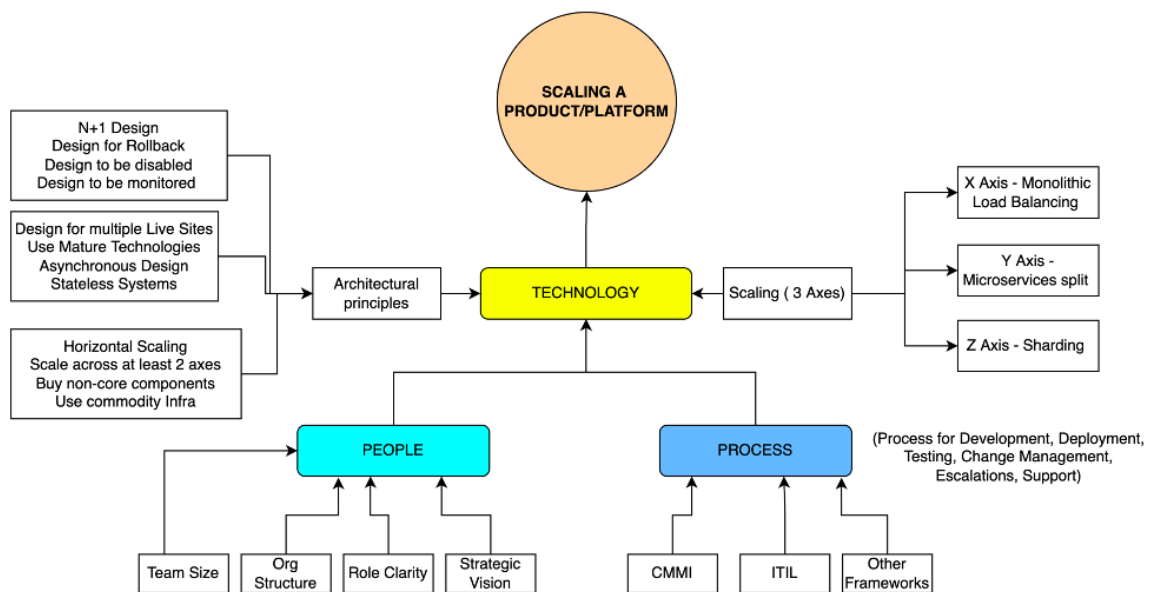 SCALING A
PRODUCT/PLATFORM
N+1 Design
Design for Rollback
Design to be disabled
Design to be monitored
Design for multiple Live Sites
Use Mature Technologies
Asynchronous Design
Stateless Systems
Horizontal Scaling
Scale across at least 2 axes
Buy non-core components
Use commodity Infra
Architectural
principles
TECHNOLOGY
Scaling ( 3 Axes)
X Axis - Monolithic
Load Balancing
Y Axis -
Microservices split
Z Axis - Sharding
PEOPLE
PROCESS
(Process for Development, Deployment,
Testing, Change Management,
Escalations, Support)
Team Size
Org
Structure
Role Clarity
Strategic
Vision
CMMI
ITIL
Other
Frameworks